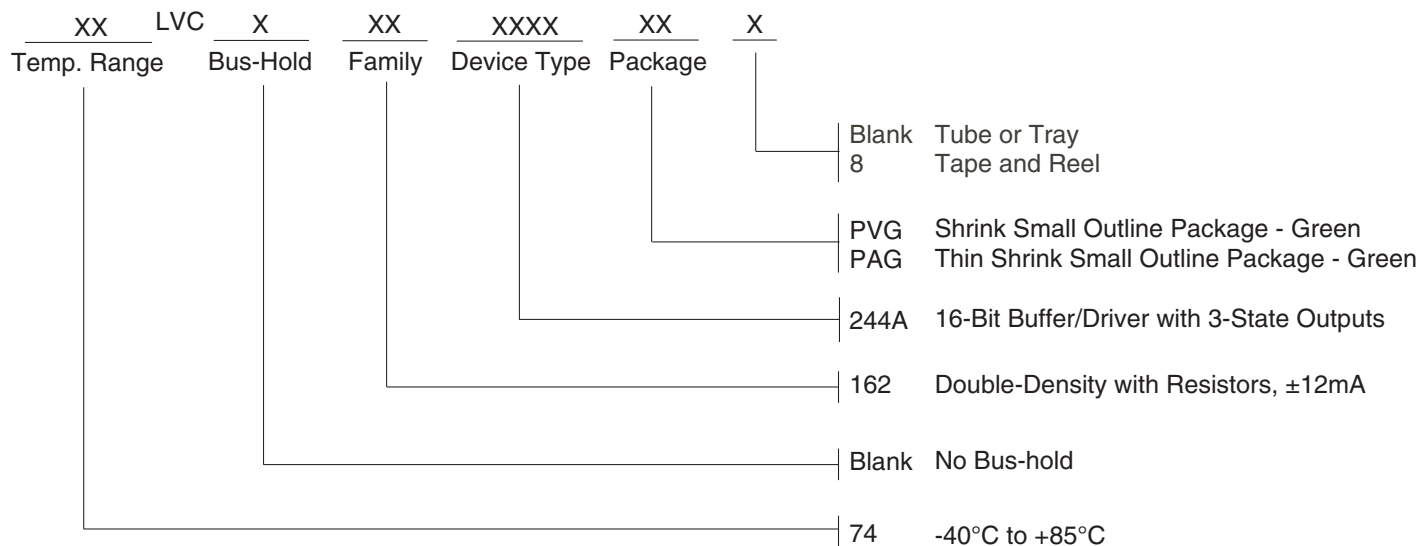 XX LVC X XX XXXX XX X
Temp. Range Bus-Hold Family Device Type Package
Blank Tube or Tray
8 Tape and Reel
PVG Shrink Small Outline Package - Green
PAG Thin Shrink Small Outline Package - Green
244A 16-Bit Buffer/Driver with 3-State Outputs
162 Double-Density with Resistors, ±12mA
Blank No Bus-hold
74 -40°C to +85°C